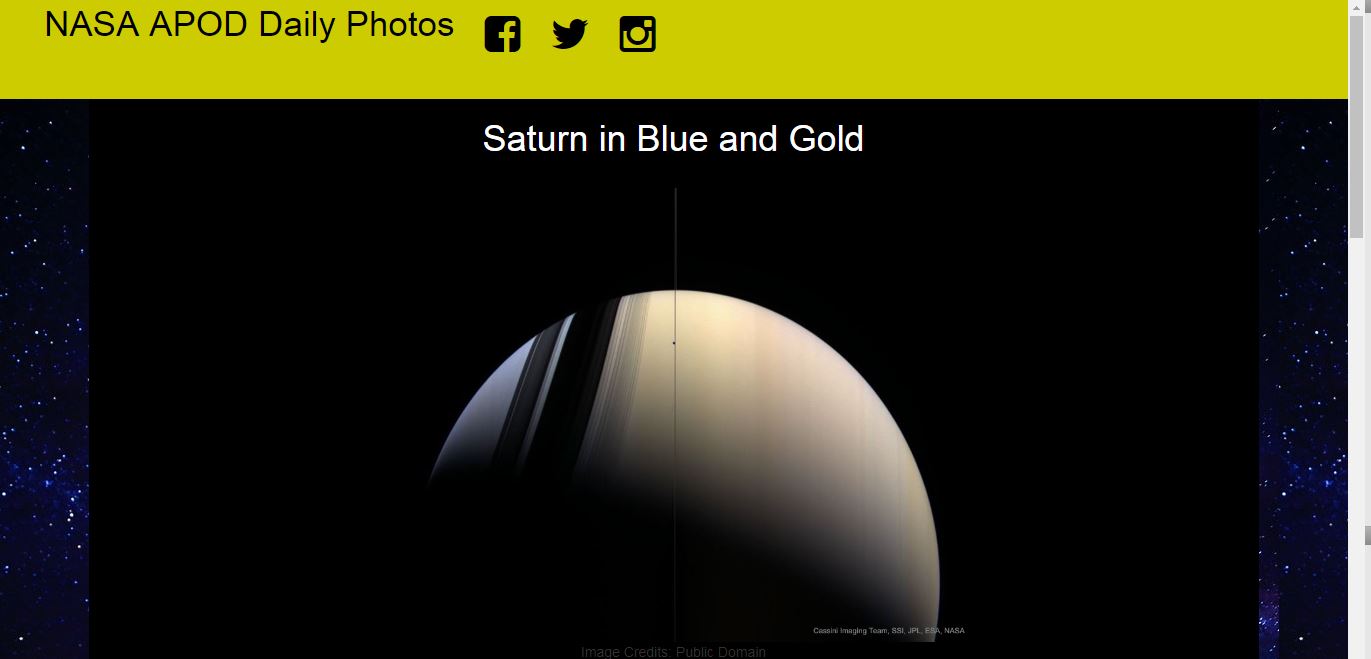 NASA APOD Daily Photos
Saturn in Blue and Gold
Cassini Imaging Team, SSI, JPL, ESA, NASA
Image Credits: Public Domain